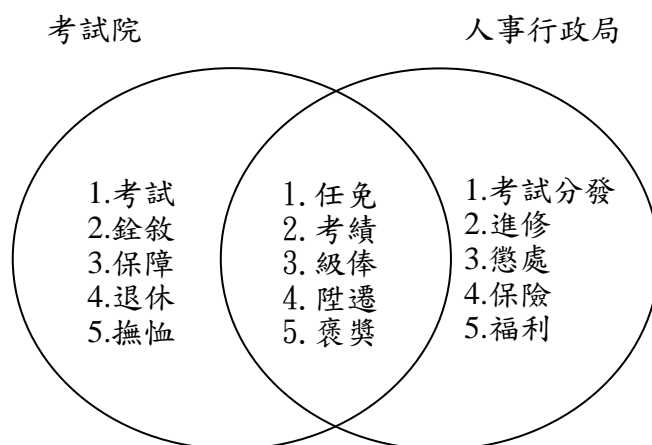 考試院
人事行政局
1.考試
2.銓敘
3.保障
4.退休
5.撫恤
1.任免
2.考績
3.級俸
4.陞遷
5.褒獎
1.考試分發
2.進修
3.懲處
4.保險
5.福利